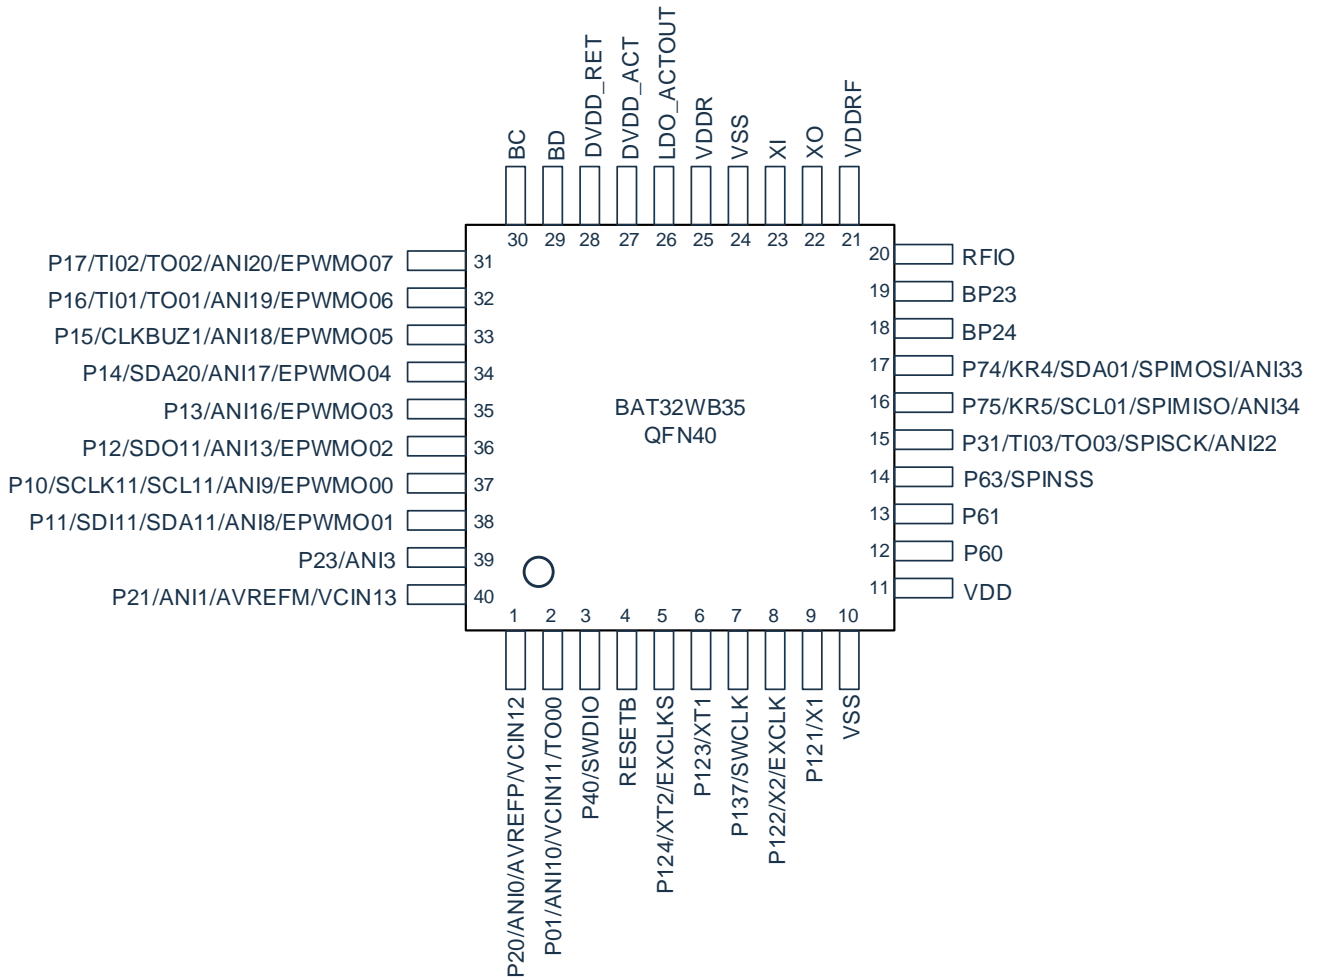 BC
BD
DVDD_RET
DVDD_ACT
LDO_ACTOUT
VDDR
VSS
XI
XO
VDDRF
30
29
28
27
26
25
24
23
22
21
P17/TI02/TO02/ANI20/EPWMO07
31
P16/TI01/TO01/ANI19/EPWMO06
32
P15/CLKBUZ1/ANI18/EPWMO05
33
P14/SDA20/ANI17/EPWMO04
34
P13/ANI16/EPWMO03
35
P12/SDO11/ANI13/EPWMO02
36
P10/SCLK11/SCL11/ANI9/EPWMO00
37
P11/SDI11/SDA11/ANI8/EPWMO01
38
P23/ANI3
39
P21/ANI1/AVREFM/VCIN13
40
BAT32WB35
QFN40
20
RFIO
19
BP23
18
BP24
17
P74/KR4/SDA01/SPIMOSI/ANI33
16
P75/KR5/SCL01/SPIMISO/ANI34
15
P31/TI03/TO03/SPISCK/ANI22
14
P63/SPINSS
13
P61
12
P60
11
VDD
1
2
3
4
5
6
7
8
9
10
P20/ANI0/AVREFP/VCIN12
P01/ANI10/VCIN11/TO00
P40/SWDIO
RESETB
P124/XT2/EXCLKS
P123/XT1
P137/SWCLK
P122/X2/EXCLK
P121/X1
VSS